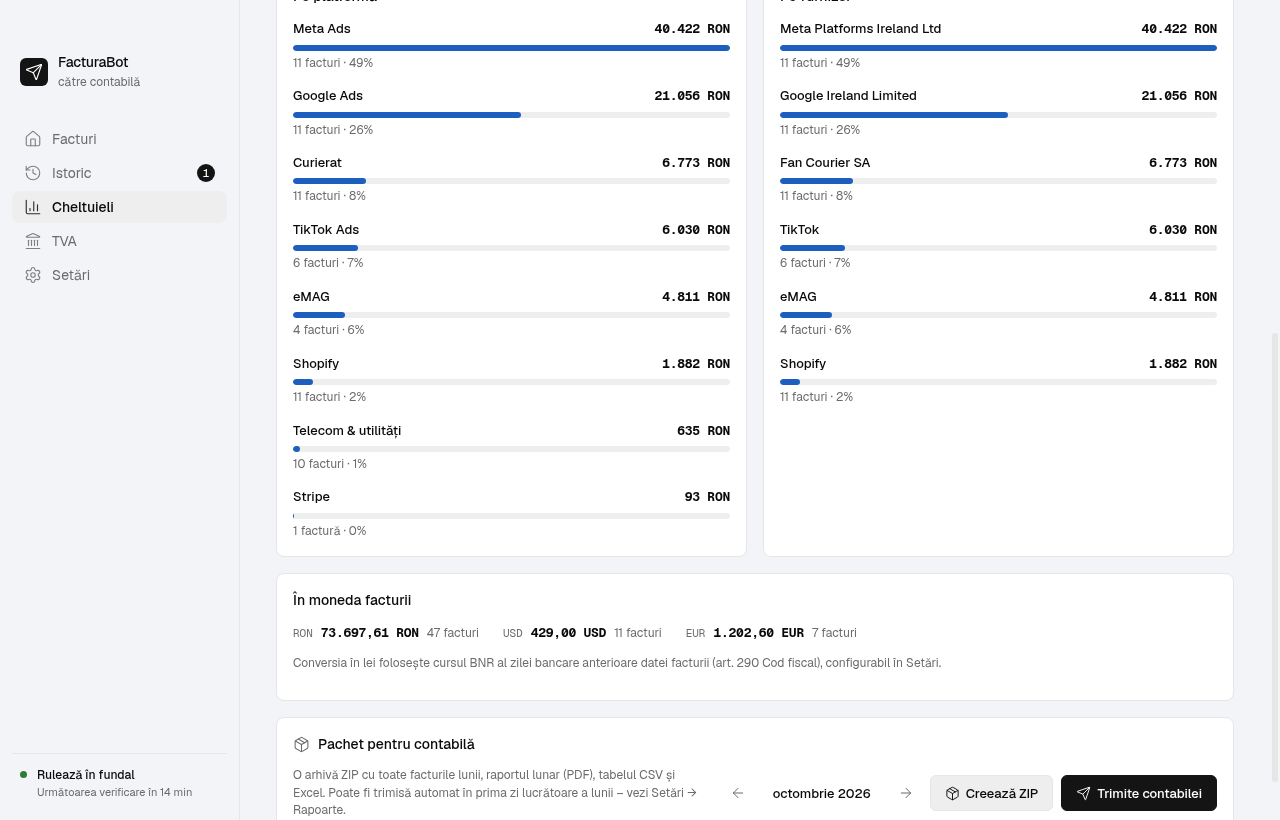 FacturaBot
către contabilă
Facturi
Istoric
1
Cheltuieli
TVA
Setări
Rulează în fundal
Următoarea verificare în 14 min
Meta Ads
40.422 RON
11 facturi · 49%
Google Ads
21.056 RON
11 facturi · 26%
Curierat
6.773 RON
11 facturi · 8%
TikTok Ads
6.030 RON
6 facturi · 7%
eMAG
4.811 RON
4 facturi · 6%
Shopify
1.882 RON
11 facturi · 2%
Telecom & utilități
635 RON
10 facturi · 1%
Stripe
93 RON
1 factură · 0%
Meta Platforms Ireland Ltd
40.422 RON
11 facturi · 49%
Google Ireland Limited
21.056 RON
11 facturi · 26%
Fan Courier SA
6.773 RON
11 facturi · 8%
TikTok
6.030 RON
6 facturi · 7%
eMAG
4.811 RON
4 facturi · 6%
Shopify
1.882 RON
11 facturi · 2%
În moneda facturii
RON 73.697,61 RON 47 facturi USD 429,00 USD 11 facturi EUR 1.202,60 EUR 7 facturi
Conversia în lei folosește cursul BNR al zilei bancare anterioare datei facturii (art. 290 Cod fiscal), configurabil în Setări.
Pachet pentru contabilă
O arhivă ZIP cu toate facturile lunii, raportul lunar (PDF), tabelul CSV și
Excel. Poate fi trimisă automat în prima zi lucrătoare a lunii – vezi Setări →
Rapoarte.
← octombrie 2026 →
Creează ZIP
Trimite contabilei